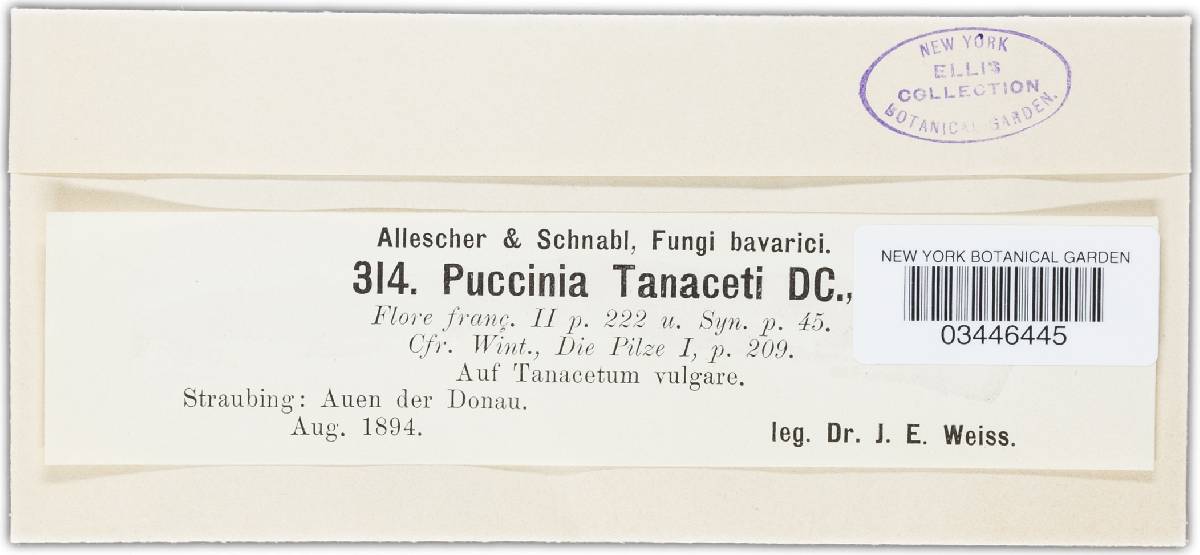 NEW YORK
ELLIS
COLLECTION
BOTANICAL GARDEN.
Allescher & Schnabl, Fungi bavarici.
314. Puccinia Tanaceti DC.,
Flore franç. II p. 222 u. Syn. p. 45.
Cfr. Wint., Die Pilze I, p. 209.
Auf Tanacetum vulgare.
Straubing: Auen der Donau.
Aug. 1894.
leg. Dr. J. E. Weiss.
NEW YORK BOTANICAL GARDEN
03446445